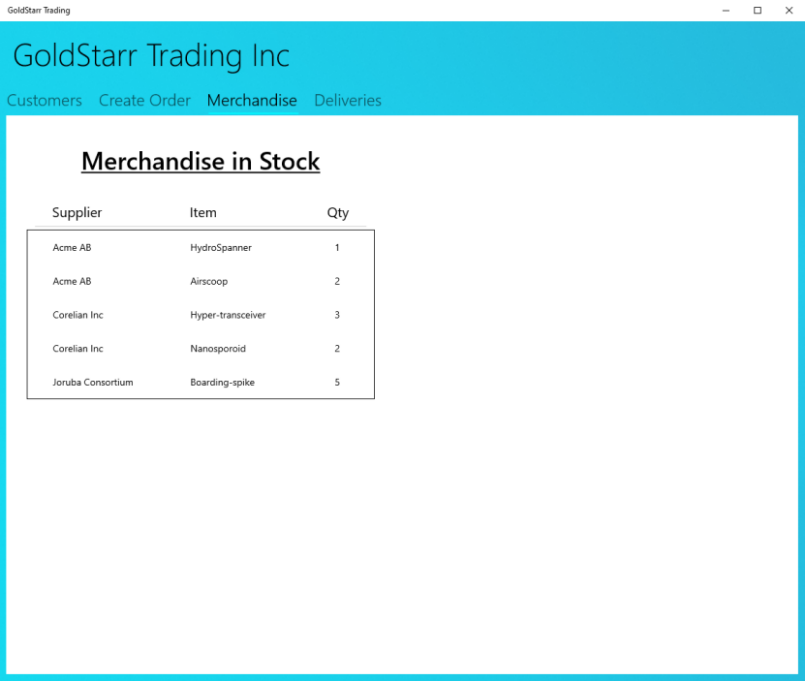 GoldStarr Trading
GoldStarr Trading Inc
Customers Create Order Merchandise Deliveries
Merchandise in Stock
Supplier Item Qty
Acme AB HydroSpanner 1
Acme AB Airscoop 2
Corelian Inc Hyper-transceiver 3
Corelian Inc Nanosporoid 2
Joruba Consortium Boarding-spike 5